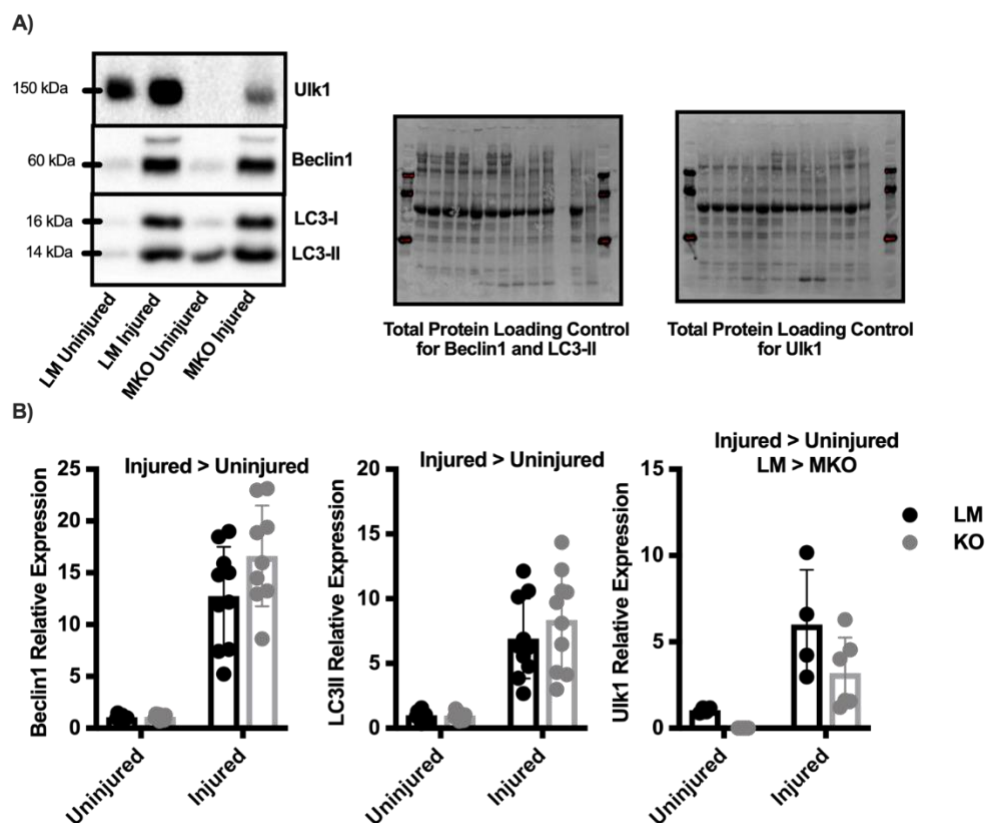 A)
150 kDa
Ulk1
60 kDa
Beclin1
16 kDa
LC3-I
14 kDa
LC3-II
LM Uninjured
LM Injured
MKO Uninjured
MKO Injured
Total Protein Loading Control
for Beclin1 and LC3-II
Total Protein Loading Control
for Ulk1
B)
Injured > Uninjured
Beclin1 Relative Expression
25
20
15
10
5
0
Uninjured
Injured
Injured > Uninjured
LC3II Relative Expression
20
15
10
5
0
Uninjured
Injured
Injured > Uninjured
LM > MKO
Ulk1 Relative Expression
15
10
5
0
Uninjured
Injured
LM
KO